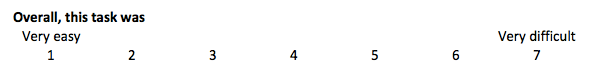 Overall, this task was
Very easy Very difficult
1 2 3 4 5 6 7